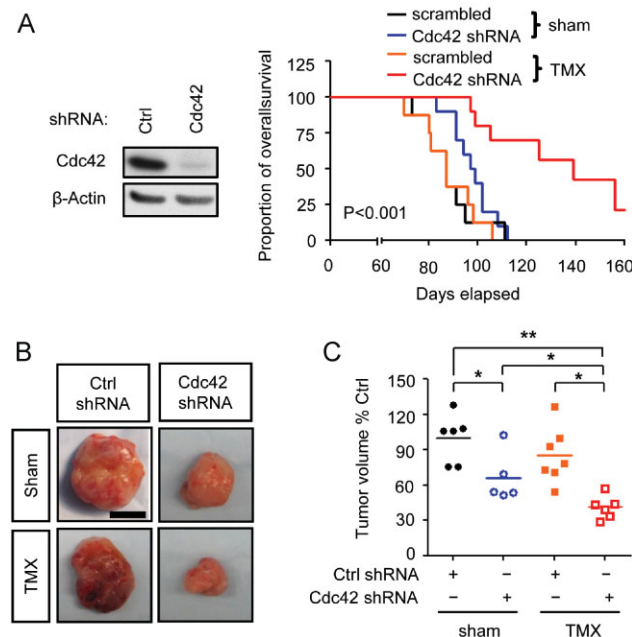 A
shRNA:
Ctrl
Cdc42
Cdc42
β-Actin
scrambled
Cdc42 shRNA
sham
scrambled
Cdc42 shRNA
TMX
Proportion of overallsurvival
125
100
75
50
25
0
P<0.001
0 60 80 100 120 140 160
Days elapsed
B
Ctrl shRNA
Cdc42 shRNA
Sham
TMX
C
**
*
* *
Tumor volume % Ctrl
150
120
90
60
30
0
Ctrl shRNA + − + −
Cdc42 shRNA − + − +
sham TMX